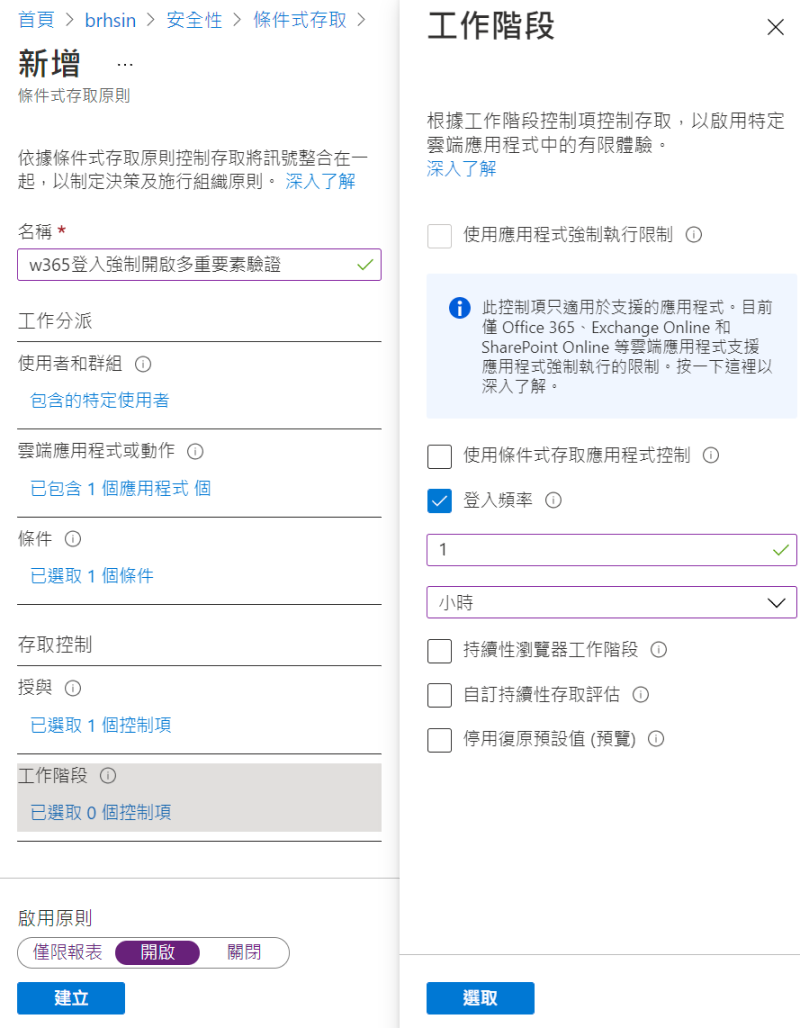 首頁 > brhsin > 安全性 > 條件式存取 >
新增 ...
條件式存取原則
依據條件式存取原則控制存取將訊號整合在一
起，以制定決策及施行組織原則。 深入了解
名稱 *
w365登入強制開啟多重要素驗證
工作分派
使用者和群組
包含的特定使用者
雲端應用程式或動作
已包含 1 個應用程式 個
條件
已選取 1 個條件
存取控制
授與
已選取 1 個控制項
工作階段
已選取 0 個控制項
啟用原則
僅限報表 開啟 關閉
建立
工作階段
根據工作階段控制項控制存取，以啟用特定
雲端應用程式中的有限體驗。
深入了解
使用應用程式強制執行限制
此控制項只適用於支援的應用程式。目前
僅 Office 365、Exchange Online 和
SharePoint Online 等雲端應用程式支援
應用程式強制執行的限制。按一下這裡以
深入了解。
使用條件式存取應用程式控制
登入頻率
1
小時
持續性瀏覽器工作階段
自訂持續性存取評估
停用復原預設值 (預覽)
選取